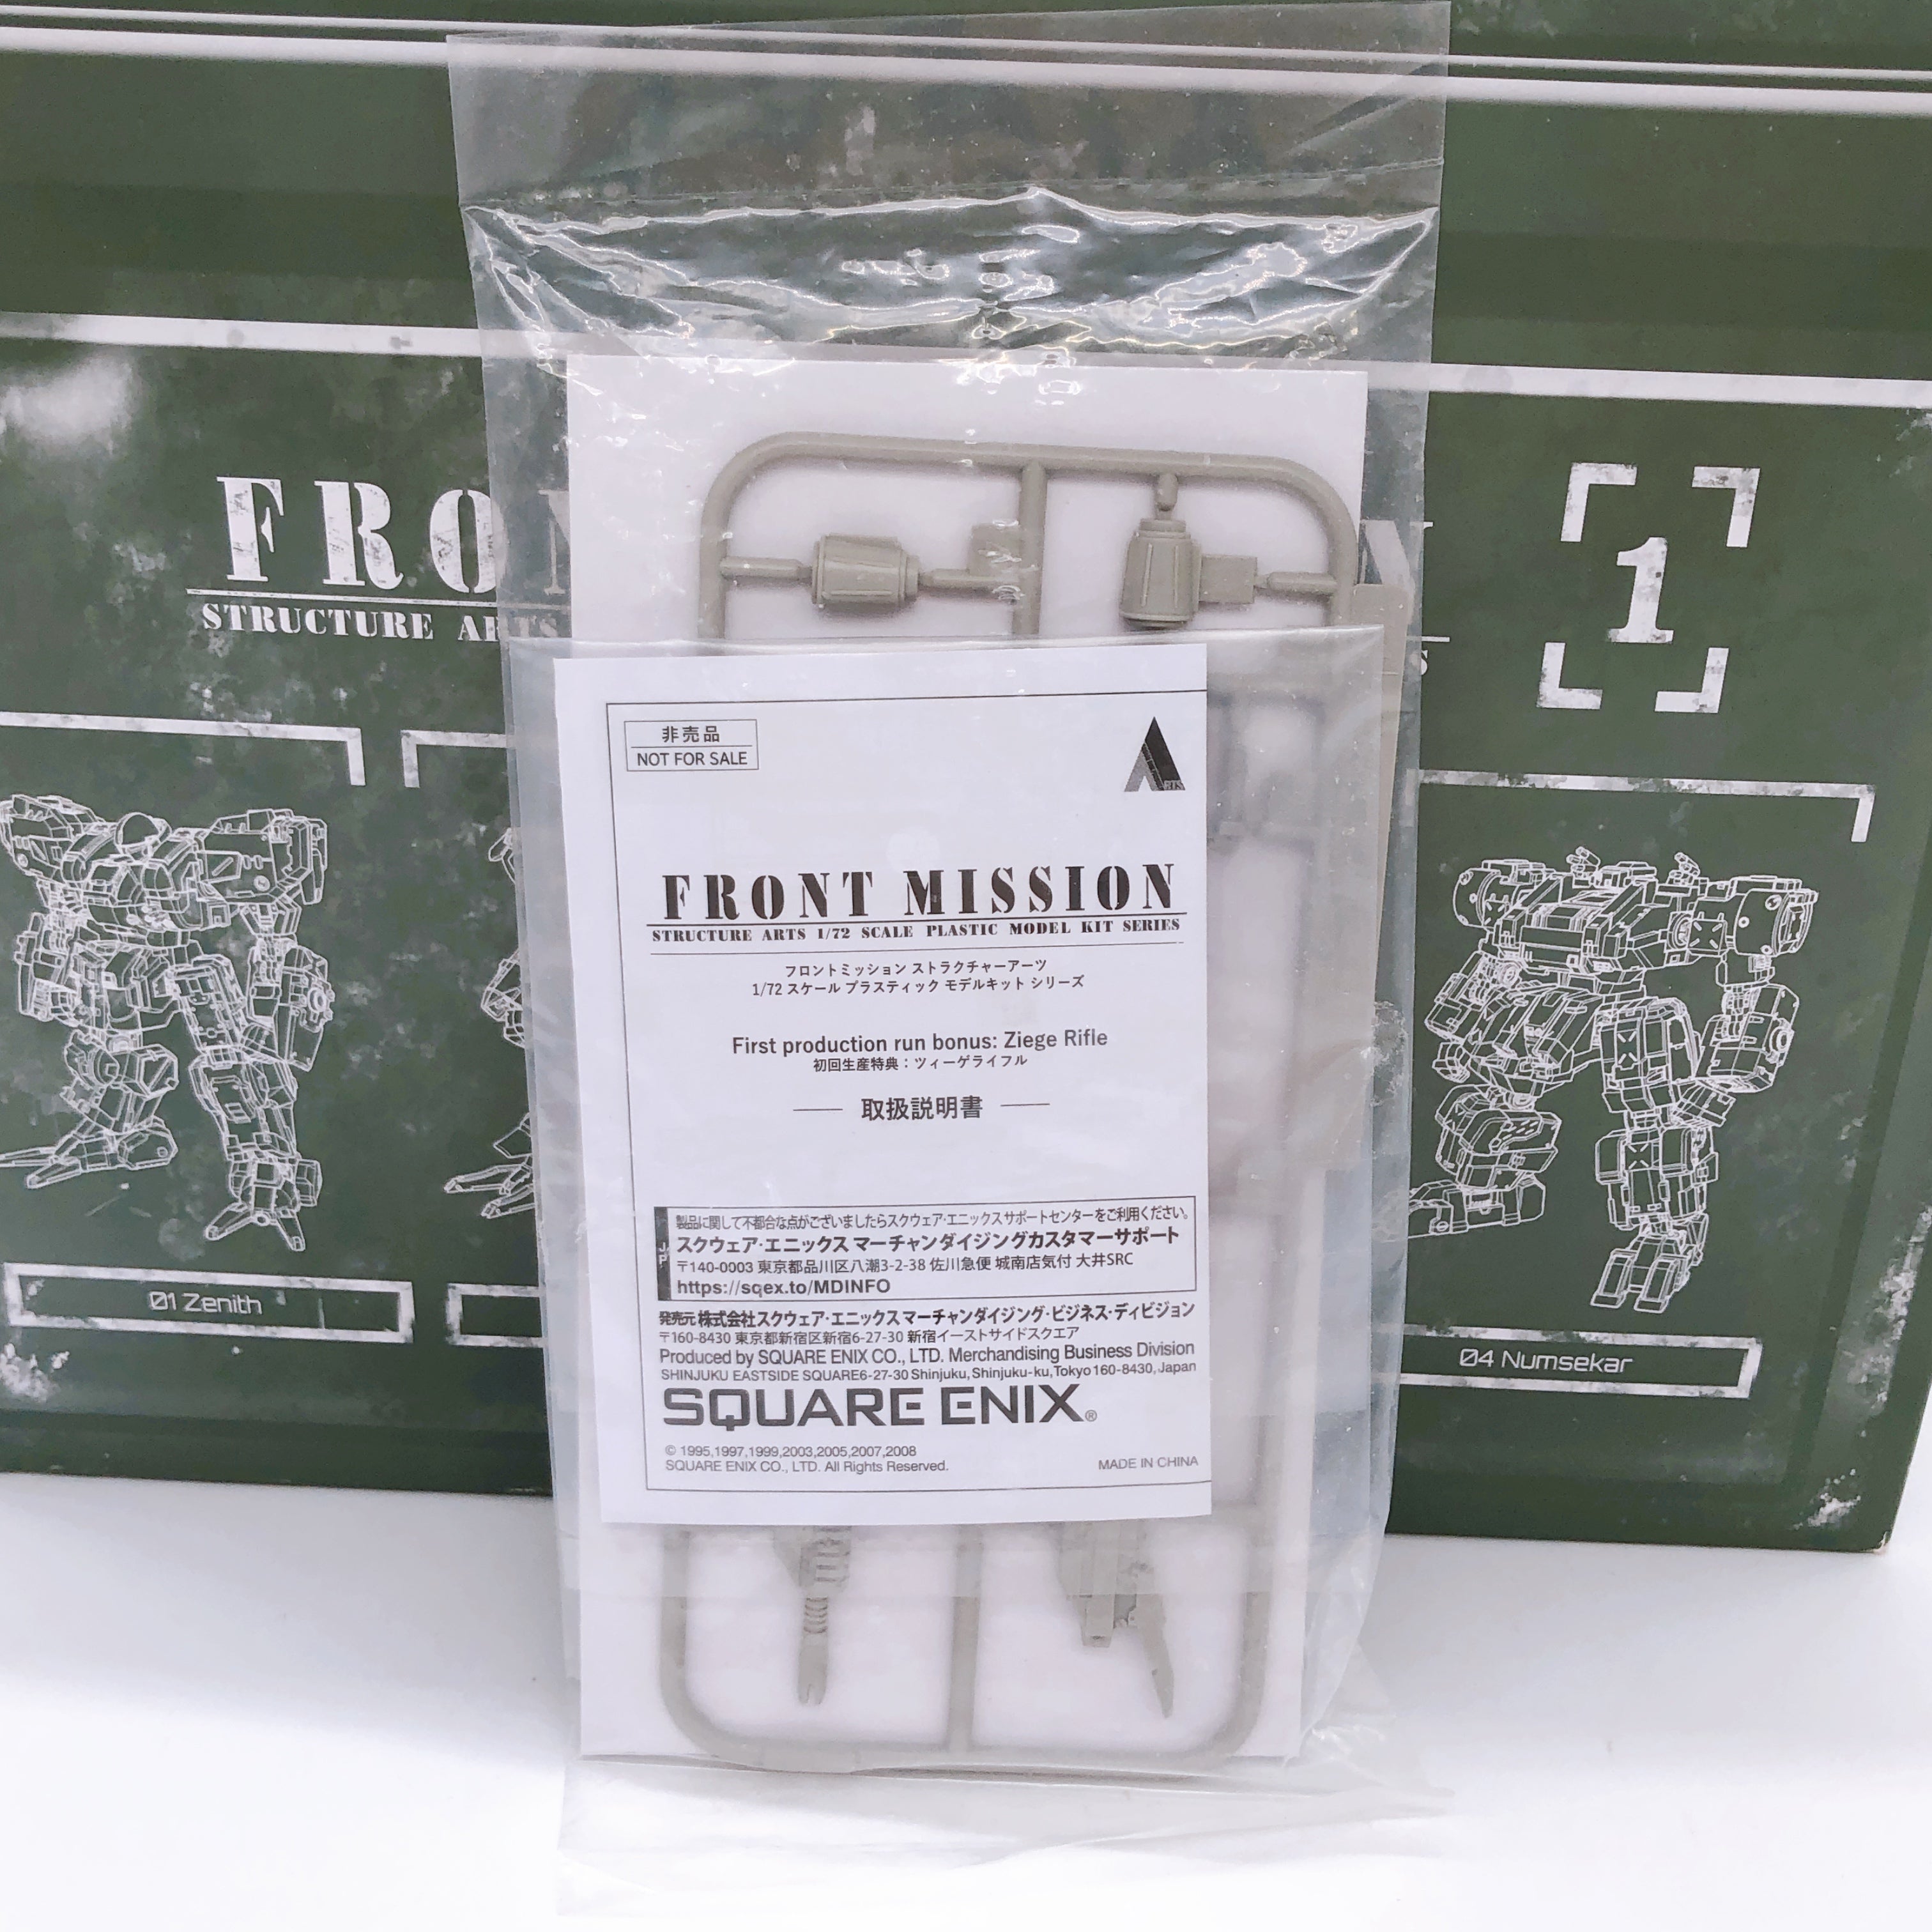 FRO
STRUCTURE ARTS
1
01 Zenith
04 Numsekar
非売品
NOT FOR SALE
ARTS
FRONT MISSION
STRUCTURE ARTS 1/72 SCALE PLASTIC MODEL KIT SERIES
フロントミッション ストラクチャーアーツ
1/72 スケール プラスティック モデルキット シリーズ
First production run bonus: Ziege Rifle
初回生産特典：ツィーゲライフル
取扱説明書
製品に関して不都合な点がございましたらスクウェア・エニックスサポートセンターをご利用ください。
スクウェア・エニックス マーチャンダイジングカスタマーサポート
〒140-0003 東京都品川区八潮3-2-38 佐川急便 城南店気付 大井SRC
https://sqex.to/MDINFO
発売元 株式会社スクウェア・エニックス マーチャンダイジング・ビジネス・ディビジョン
〒160-8430 東京都新宿区新宿6-27-30 新宿イーストサイドスクエア
Produced by SQUARE ENIX CO., LTD. Merchandising Business Division
SHINJUKU EASTSIDE SQUARE6-27-30 Shinjuku, Shinjuku-ku, Tokyo 160-8430, Japan
SQUARE ENIX®
© 1995,1997,1999,2003,2005,2007,2008
SQUARE ENIX CO., LTD. All Rights Reserved.
MADE IN CHINA